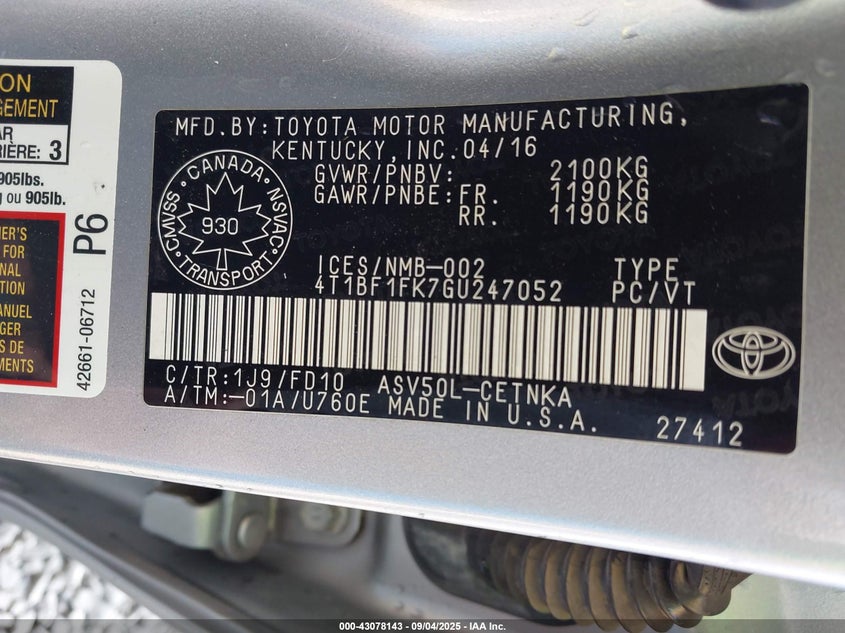 ON
GEMENT
AR
RIÈRE: 3
905lbs.
g ou 905lb.
ER'S
FOR
NAL
TION
ANUEL
GER
S DE
EMENTS
P6
42661-06712
MFD.BY:TOYOTA MOTOR MANUFACTURING,
KENTUCKY,INC.04/16
GVWR/PNBV: 2100KG
GAWR/PNBE:FR. 1190KG
RR. 1190KG
CANADA
CMVSS 930 NSVAC
TRANSPORT
ICES/NMB-002 TYPE
4T1BF1FK7GU247052 PC/VT
C/TR:1J9/FD10 ASV50L-CETNKA
A/TM:-01A/U760E MADE IN U.S.A.
27412
000-43078143 - 09/04/2025 - IAA Inc.